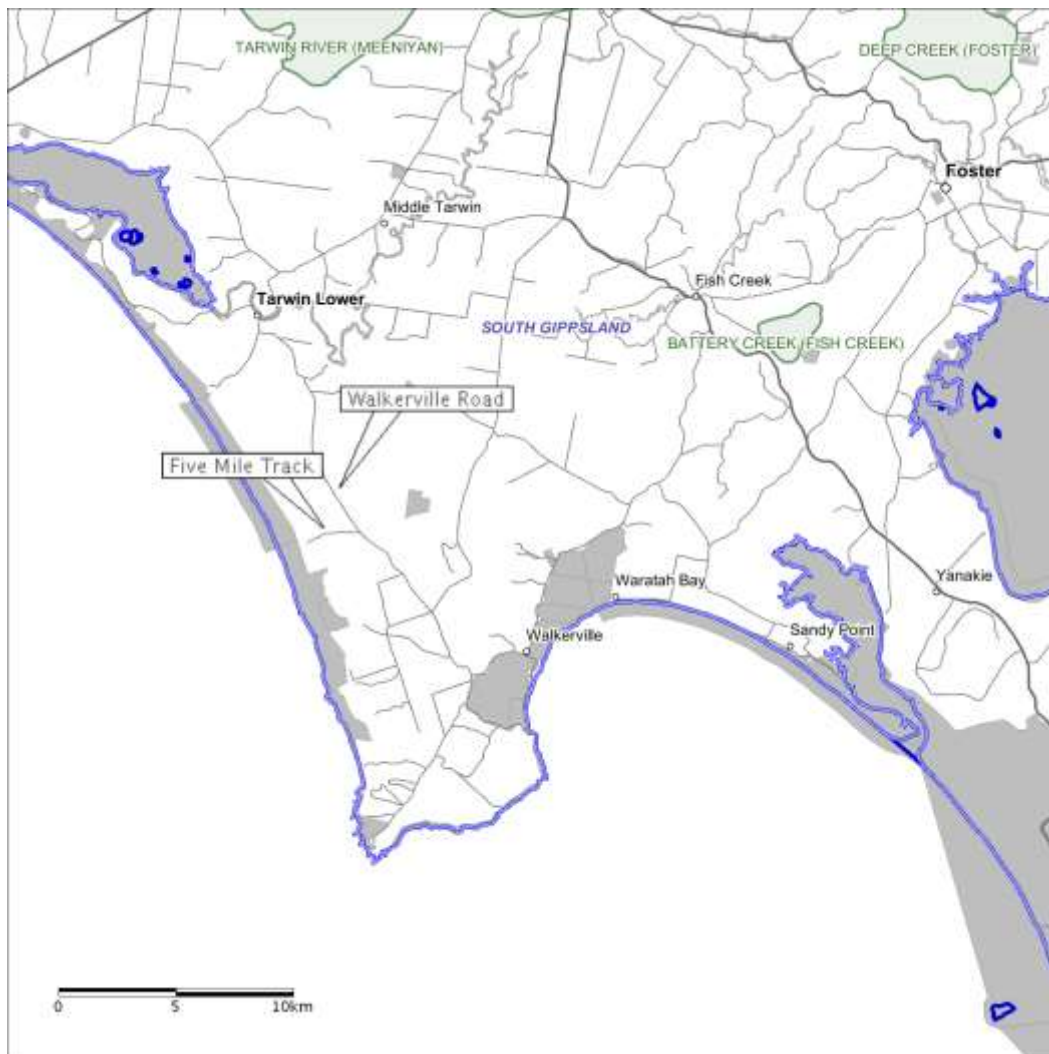 TARWIN RIVER (MEENIYAN)
DEEP CREEK (FOSTER)
Foster
Middle Tarwin
Fish Creek
Tarwin Lower
SOUTH GIPPSLAND
BATTERY CREEK (FISH CREEK)
Walkerville Road
Five Mile Track
Waratah Bay
Yanakie
Sandy Point
Walkerville
0 5 10km